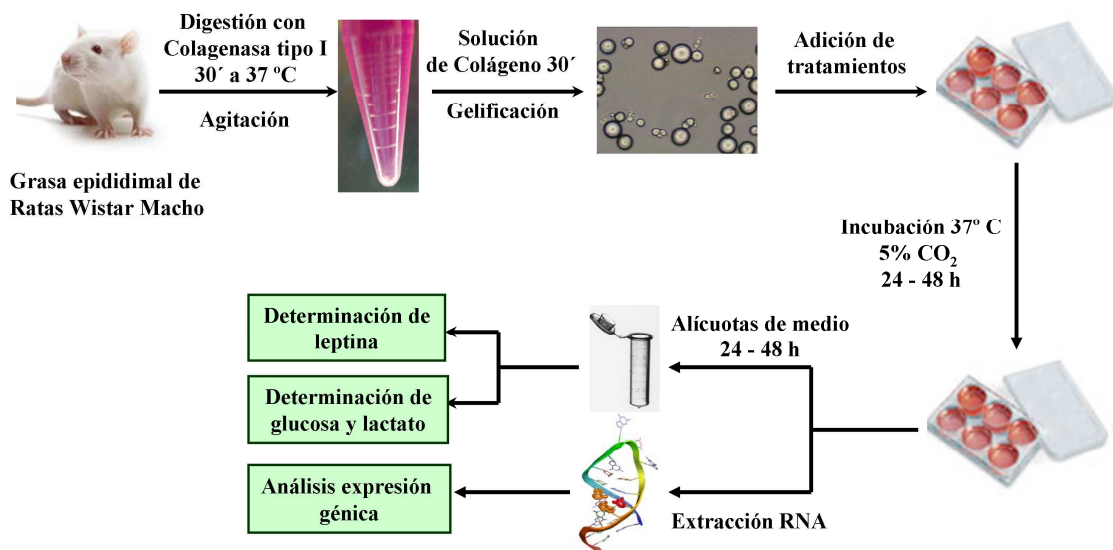 Digestión con
Colagenasa tipo I
30´ a 37 ºC
Agitación
Solución
de Colágeno 30´
Gelificación
Adición de
tratamientos
Grasa epididimal de
Ratas Wistar Macho
Incubación 37º C
5% CO₂
24 - 48 h
Alícuotas de medio
24 - 48 h
Determinación de
leptina
Determinación de
glucosa y lactato
Análisis expresión
génica
Extracción RNA